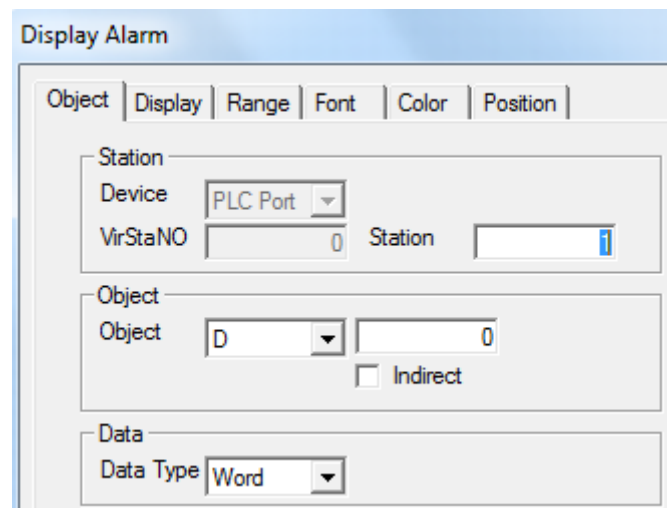 Display Alarm
Object Display Range Font Color Position
Station
Device PLC Port
VirStaNO 0 Station 1
Object
Object D 0
Indirect
Data
Data Type Word